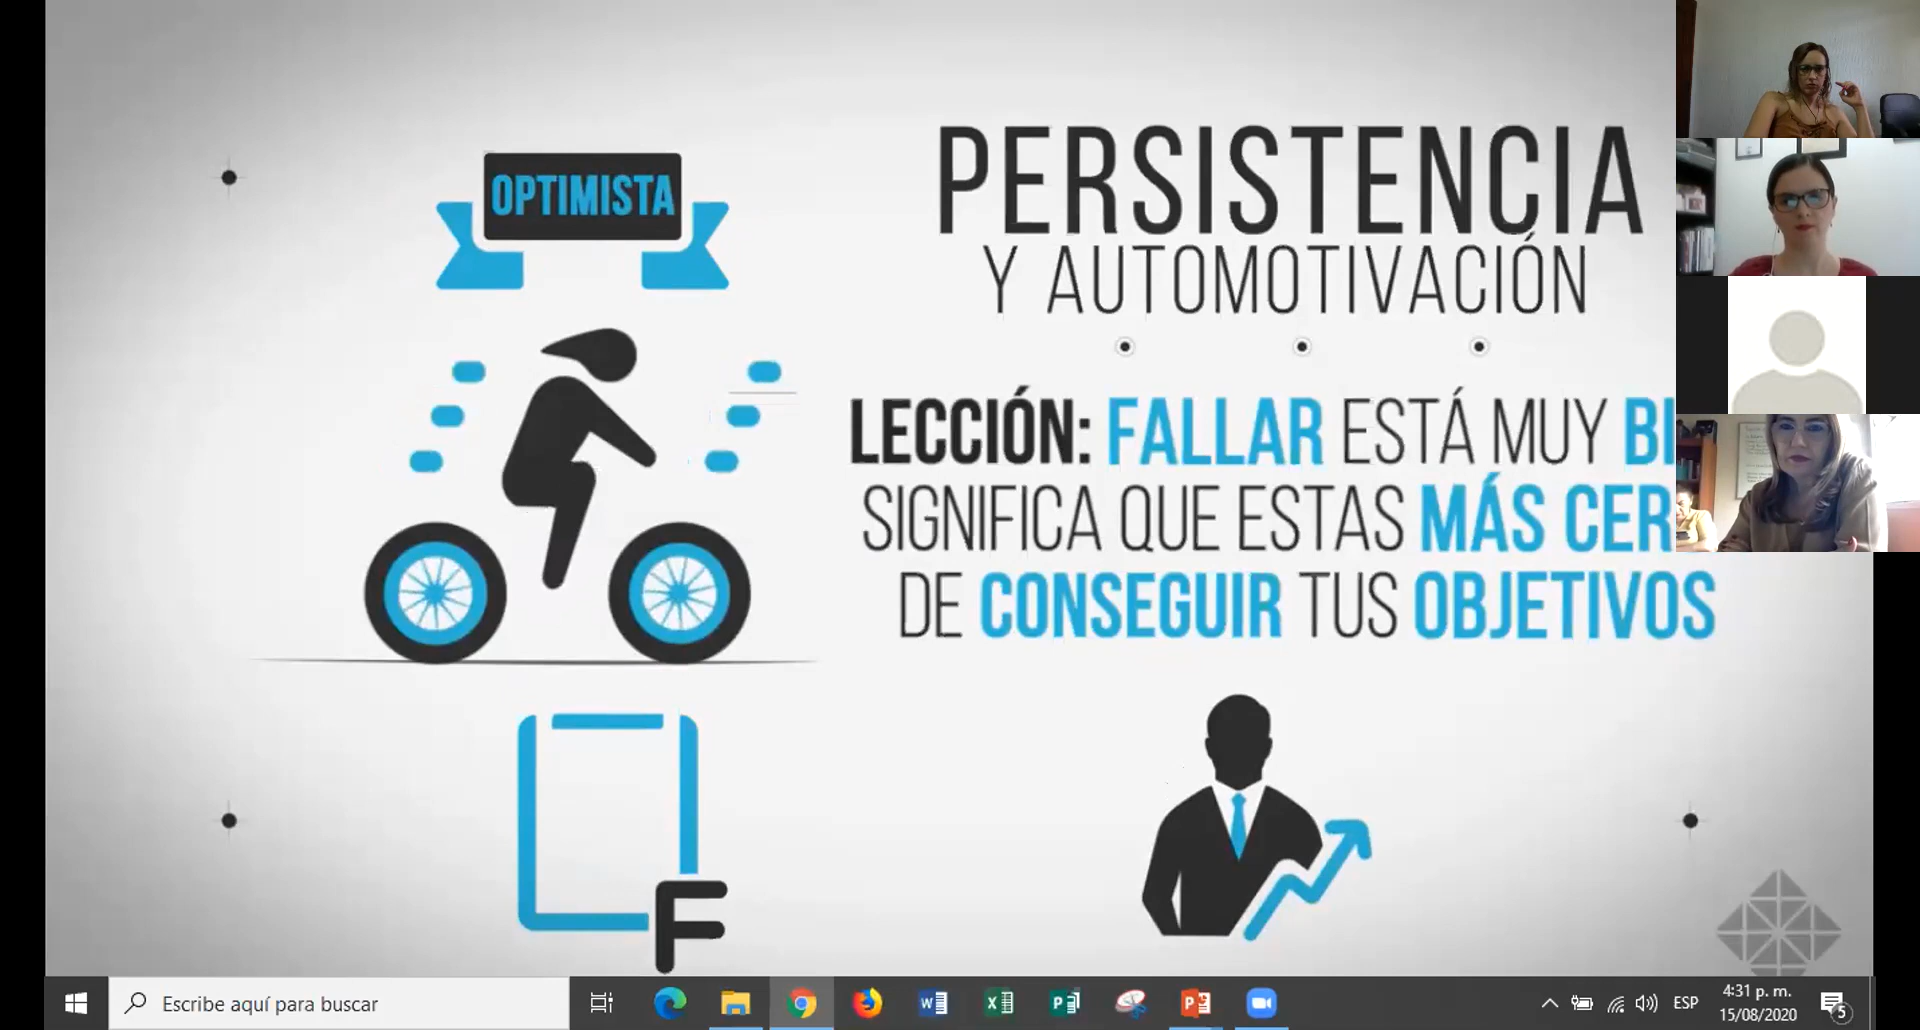 OPTIMISTA
PERSISTENCIA
Y AUTOMOTIVACIÓN
LECCIÓN: FALLAR ESTÁ MUY
SIGNIFICA QUE ESTAS MÁS
DE CONSEGUIR TUS OBJETIVOS
F
Escribe aquí para buscar
ESP
4:31 p. m.
15/08/2020
5